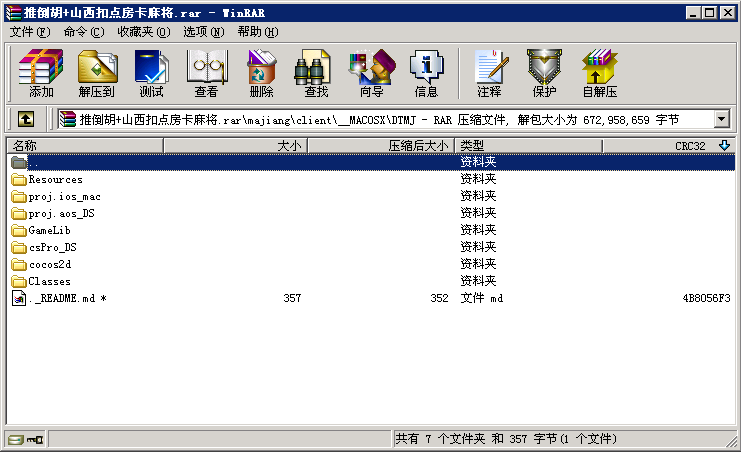 推倒胡+山西扣点房卡麻将.rar - WinRAR
文件(F) 命令(C) 收藏夹(O) 选项(N) 帮助(H)
添加 解压到 测试 查看 删除 查找 向导 信息 注释 保护 自解压
推倒胡+山西扣点房卡麻将.rar\majiang\client\__MACOSX\DTMJ - RAR 压缩文件, 解包大小为 672,958,659 字节
名称 大小 压缩后大小 类型 CRC32
.. 资料夹
Resources 资料夹
proj.ios_mac 资料夹
proj.aos_DS 资料夹
GameLib 资料夹
csPro_DS 资料夹
cocos2d 资料夹
Classes 资料夹
._README.md * 357 352 文件 md 4B8056F3
共有 7 个文件夹 和 357 字节(1 个文件)